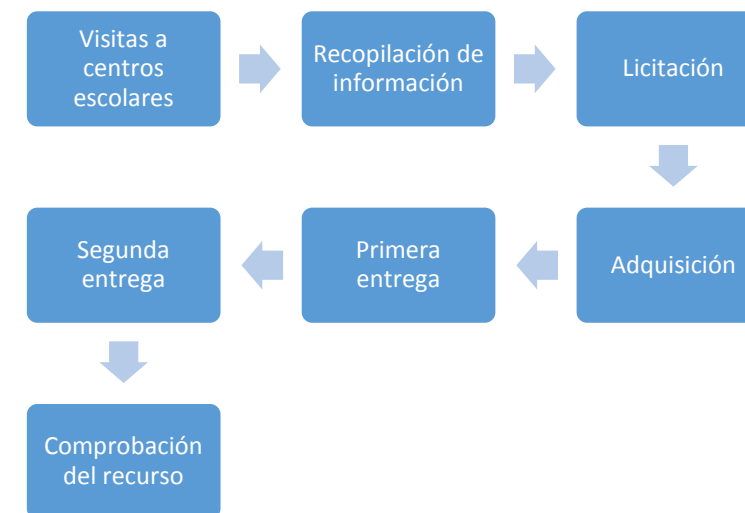 Visitas a
centros
escolares
Recopilación de
información
Licitación
Adquisición
Primera
entrega
Segunda
entrega
Comprobación
del recurso